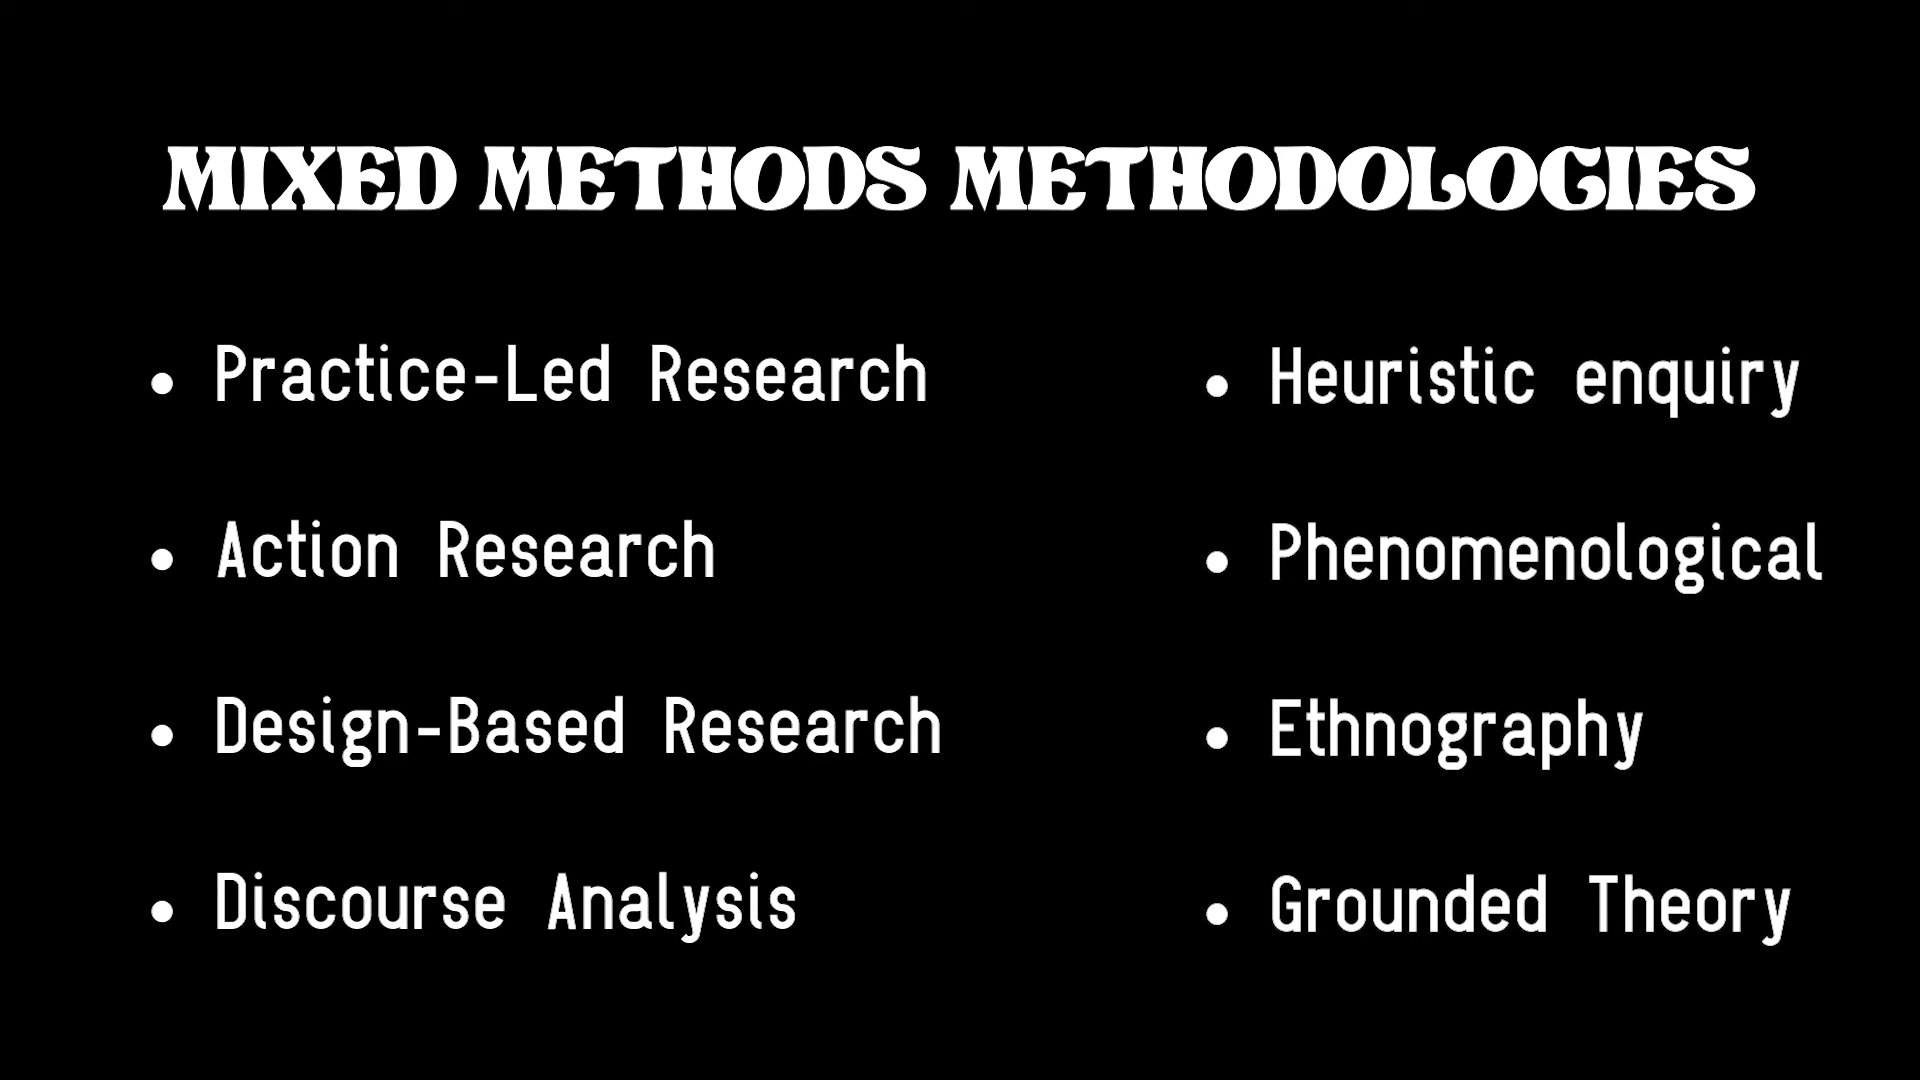 MIXED METHODS METHODOLOGIES
• Practice-Led Research
• Action Research
• Design-Based Research
• Discourse Analysis
• Heuristic enquiry
• Phenomenological
• Ethnography
• Grounded Theory